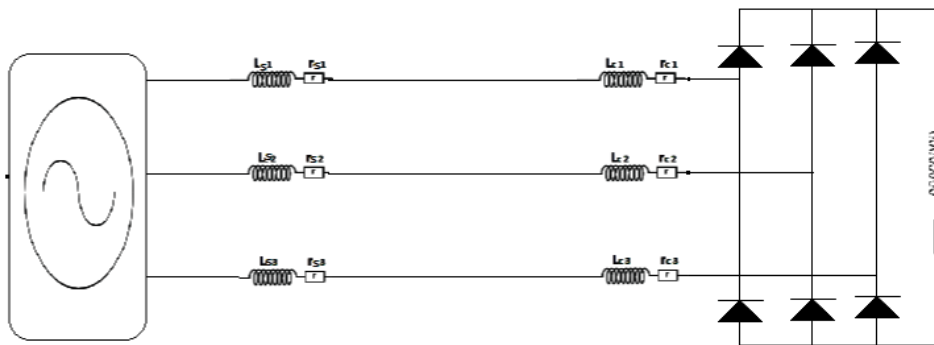 Ls1 rs1 Lc1 rc1
r r
Ls2 rs2 Lc2 rc2
r r
Ls3 rs3 Lc3 rc3
r r